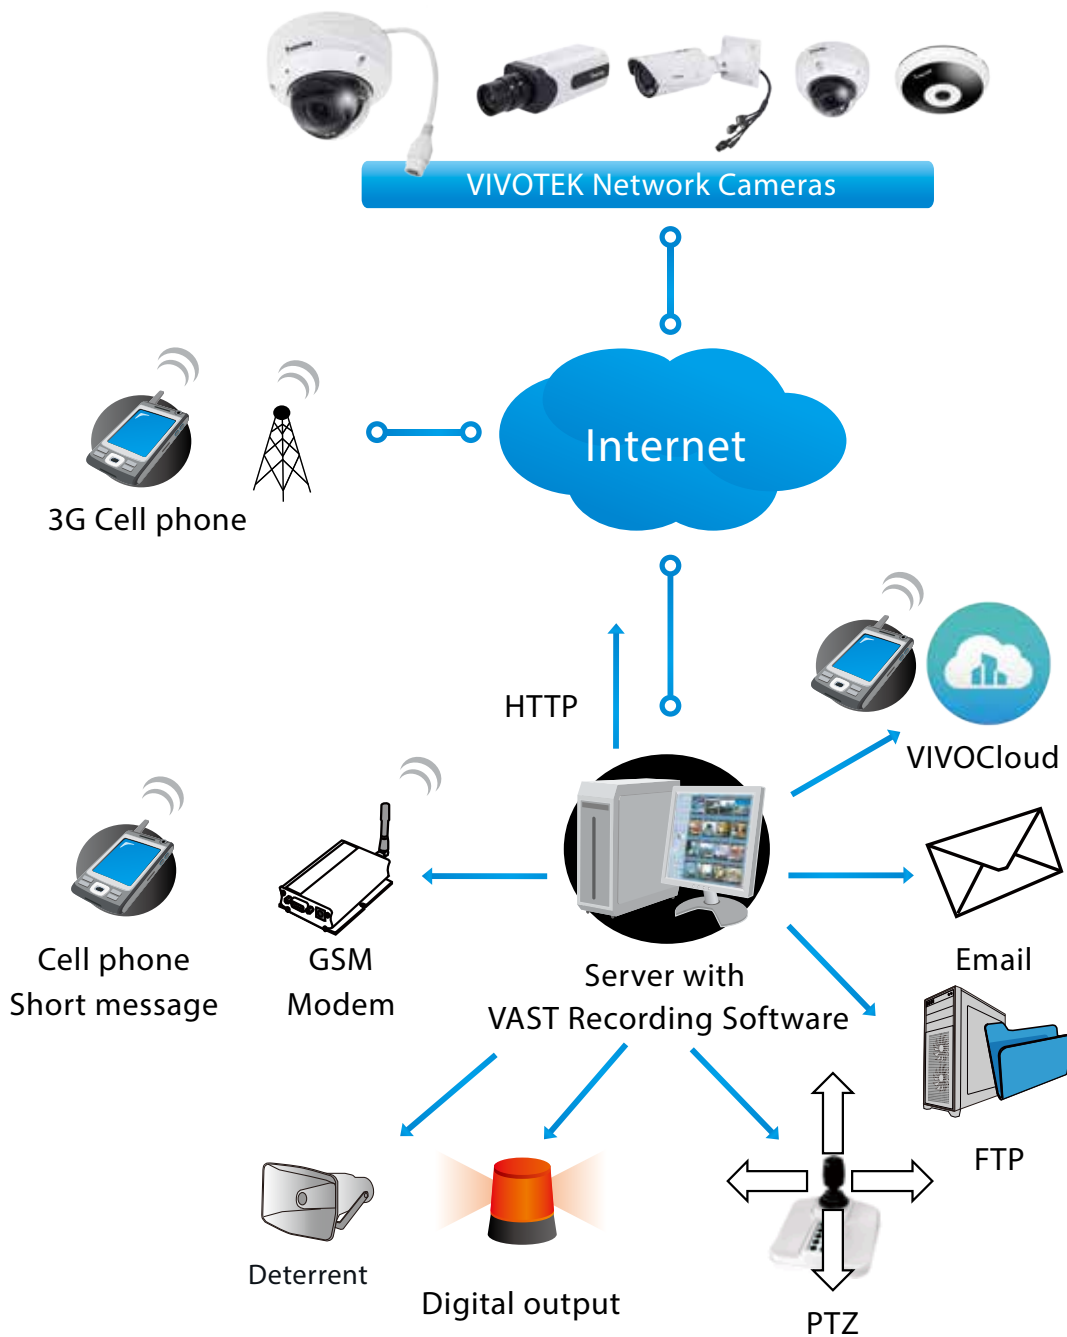 VIVOTEK Network Cameras
Internet
3G Cell phone
HTTP
VIVOCloud
Cell phone
Short message
GSM
Modem
Server with
VAST Recording Software
Email
FTP
Deterrent
Digital output
PTZ